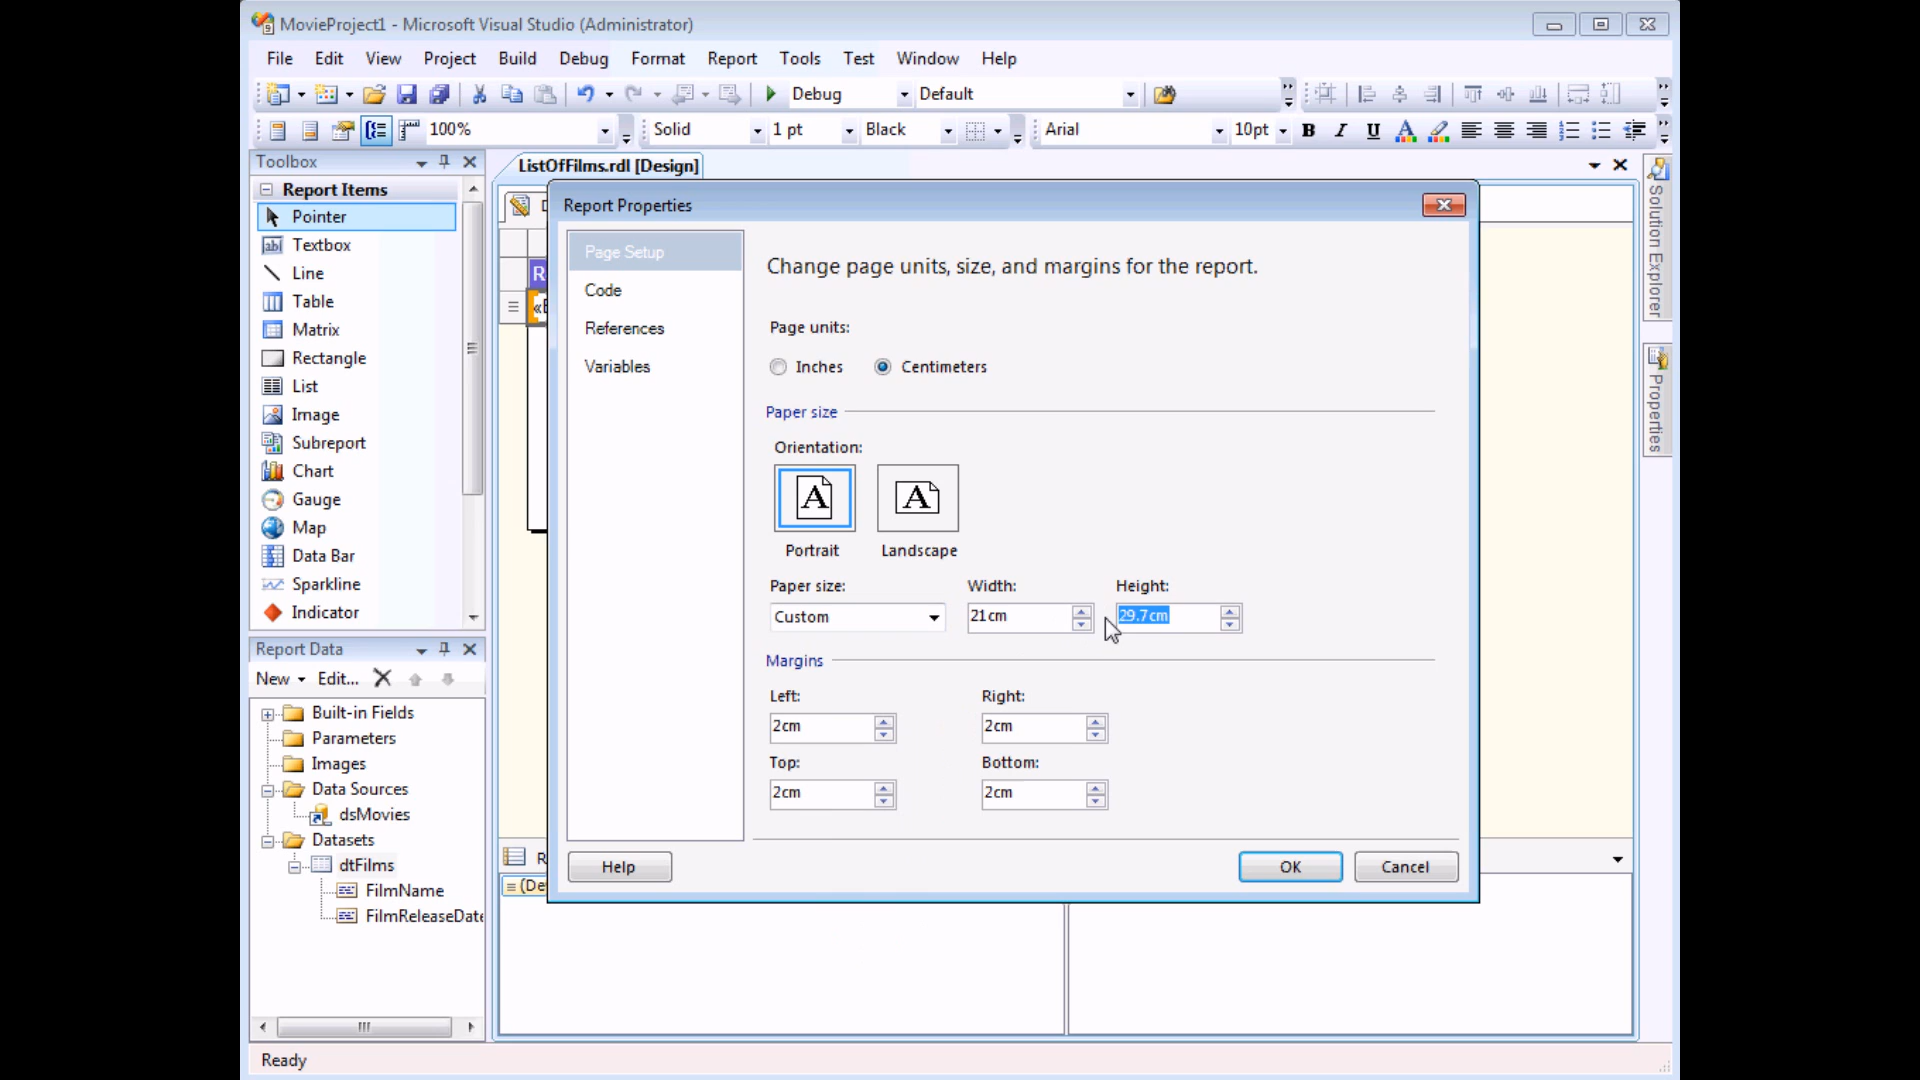 MovieProject1 - Microsoft Visual Studio (Administrator)
File Edit View Project Build Debug Format Report Tools Test Window Help
Debug Default
100% Solid 1 pt Black Arial 10pt B I U
Toolbox
ListOfFilms.rdl [Design]
Report Items
Pointer
Textbox
Line
Table
Matrix
Rectangle
List
Image
Subreport
Chart
Gauge
Map
Data Bar
Sparkline
Indicator
Report Data
New Edit...
Built-in Fields
Parameters
Images
Data Sources
dsMovies
Datasets
dtFilms
FilmName
FilmReleaseDate
Report Properties
Page Setup
Code
References
Variables
Change page units, size, and margins for the report.
Page units:
Inches Centimeters
Paper size
Orientation:
A A
Portrait Landscape
Paper size: Width: Height:
Custom 21cm 29.7cm
Margins
Left: Right:
2cm 2cm
Top: Bottom:
2cm 2cm
Help OK Cancel
R
(De
Solution Explorer
Properties
Ready